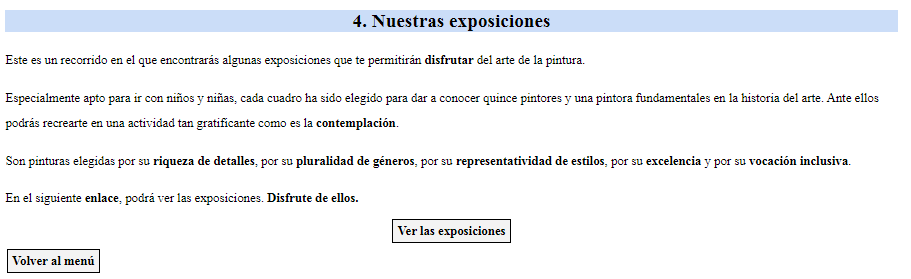 4. Nuestras exposiciones
Este es un recorrido en el que encontrarás algunas exposiciones que te permitirán disfrutar del arte de la pintura.
Especialmente apto para ir con niños y niñas, cada cuadro ha sido elegido para dar a conocer quince pintores y una pintora fundamentales en la historia del arte. Ante ellos
podrás recrearte en una actividad tan gratificante como es la contemplación.
Son pinturas elegidas por su riqueza de detalles, por su pluralidad de géneros, por su representatividad de estilos, por su excelencia y por su vocación inclusiva.
En el siguiente enlace, podrá ver las exposiciones. Disfrute de ellos.
Ver las exposiciones
Volver al menú